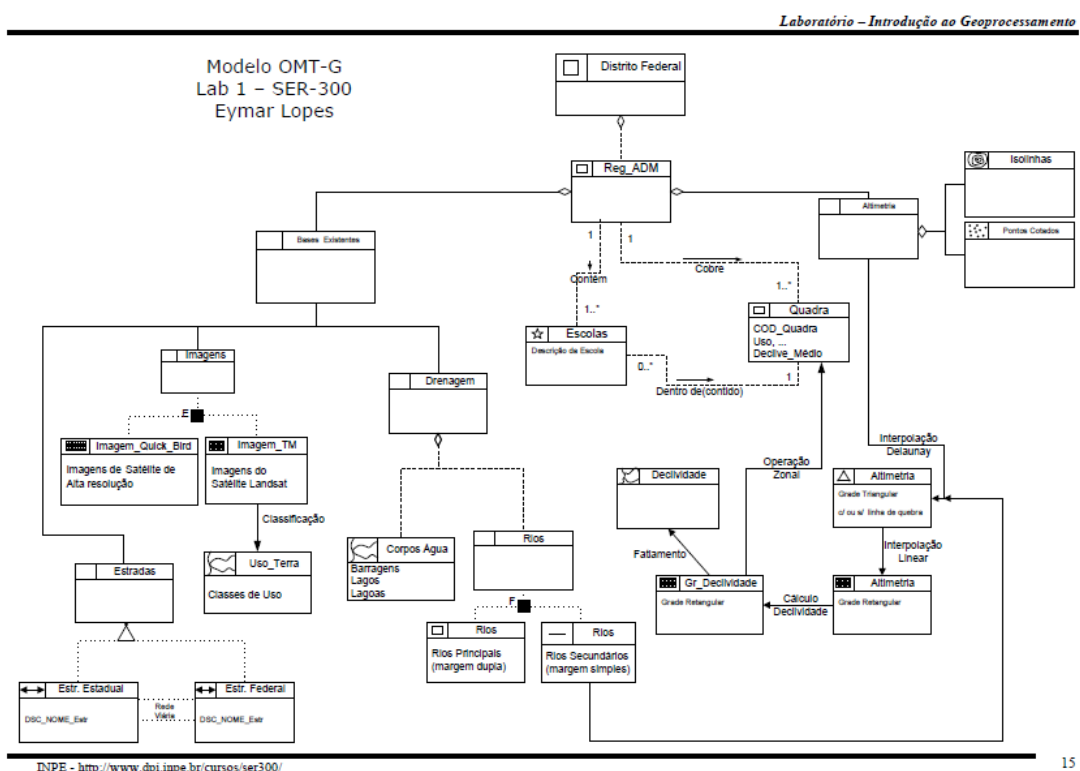 Laboratório – Introdução ao Geoprocessamento
Modelo OMT-G
Lab 1 – SER-300
Eymar Lopes
Distrito Federal
Reg_ADM
Isolinhas
Altimetria
Pontos Cotados
Bases Existentes
1
1
Contém
Cobre
1..*
1..*
Escolas
Descrição da Escola
Quadra
COD_Quadra
Uso, ...
Declive_Médio
0..*
1
Dentro de(contido)
Imagens
Drenagem
E
Imagem_Quick_Bird
Imagens de Satélite de
Alta resolução
Imagem_TM
Imagens do
Satélite Landsat
Classificação
Uso_Terra
Classes de Uso
Interpolação
Delaunay
Operação
Zonal
Declividade
Altimetria
Grade Triangular
c/ ou s/ linha de quebra
Interpolação
Linear
Fatiamento
Gr_Declividade
Grade Retangular
Cálculo
Declividade
Altimetria
Grade Retangular
Corpos Agua
Barragens
Lagos
Lagoas
Rios
F
Rios
Rios Principais
(margem dupla)
Rios
Rios Secundários
(margem simples)
Estradas
Estr. Estadual
DSC_NOME_Estr
Rede
Viária
Estr. Federal
DSC_NOME_Estr
INPE - http://www.dpi.inpe.br/cursos/ser300/
15